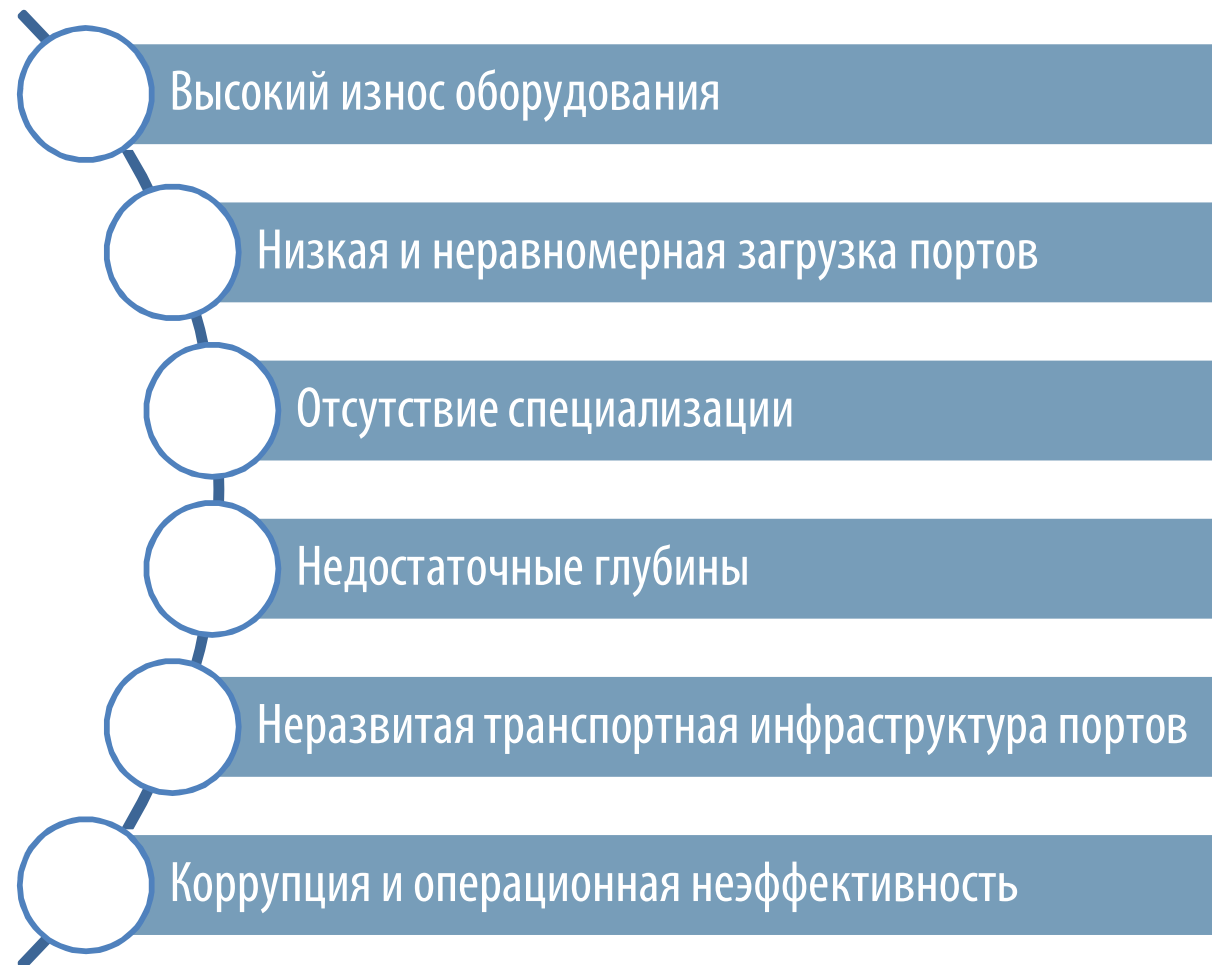 Высокий износ оборудования
Низкая и неравномерная загрузка портов
Отсутствие специализации
Недостаточные глубины
Неразвитая транспортная инфраструктура портов
Коррупция и операционная неэффективность